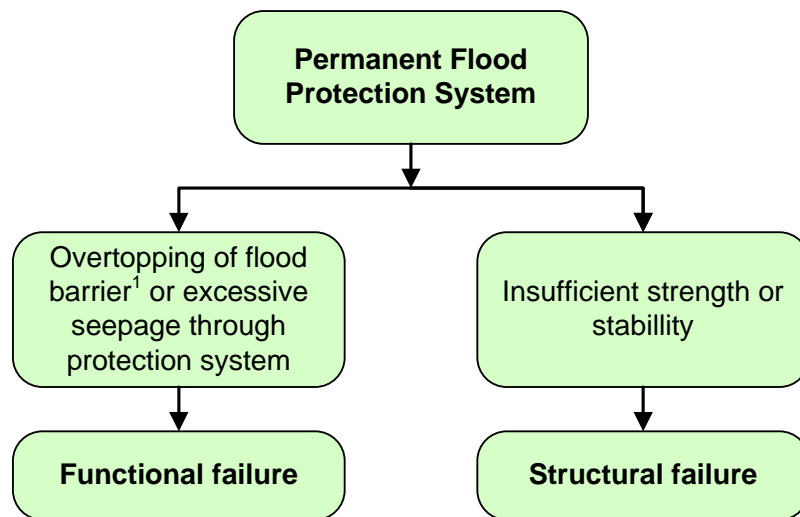 Permanent Flood
Protection System
Overtopping of flood
barrier¹ or excessive
seepage through
protection system
Insufficient strength or
stabillity
Functional failure
Structural failure